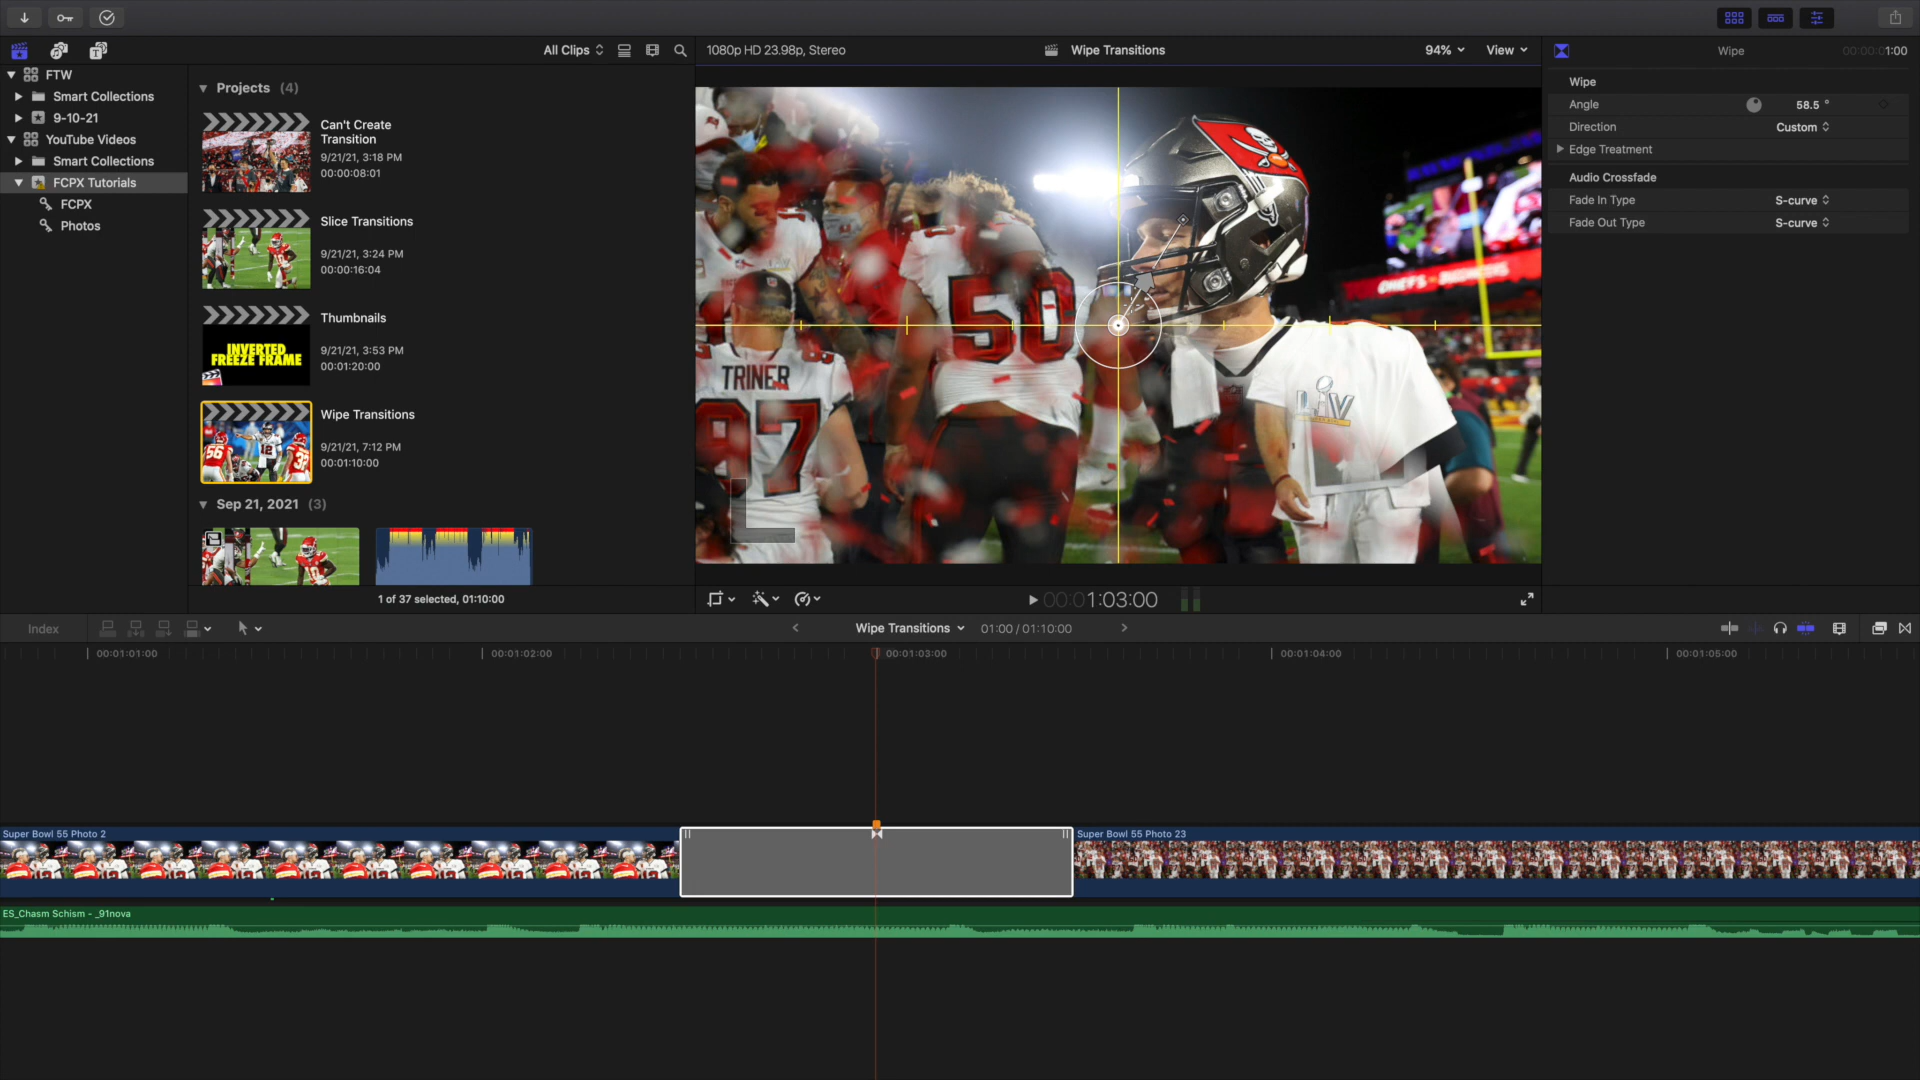 All Clips
1080p HD 23.98p, Stereo
Wipe Transitions
94%
View
Wipe
00:00:01:00
FTW
Smart Collections
9-10-21
YouTube Videos
Smart Collections
FCPX Tutorials
FCPX
Photos
Projects (4)
Can't Create
Transition
9/21/21, 3:18 PM
00:00:08:01
Slice Transitions
9/21/21, 3:24 PM
00:00:16:04
Thumbnails
INVERTED
FREEZE FRAME
9/21/21, 3:53 PM
00:01:20:00
Wipe Transitions
9/21/21, 7:12 PM
00:01:10:00
56
12
Sep 21, 2021 (3)
1 of 37 selected, 01:10:00
50
TRINER
97
LIV
CHIEFS - BUCCANEERS
Wipe
Angle 58.5 °
Direction Custom
Edge Treatment
Audio Crossfade
Fade In Type S-curve
Fade Out Type S-curve
00:01:03:00
Index
Wipe Transitions 01:00 / 01:10:00
00:01:01:00
00:01:02:00
00:01:03:00
00:01:04:00
00:01:05:00
Super Bowl 55 Photo 2
Super Bowl 55 Photo 23
ES_Chasm Schism - _91nova